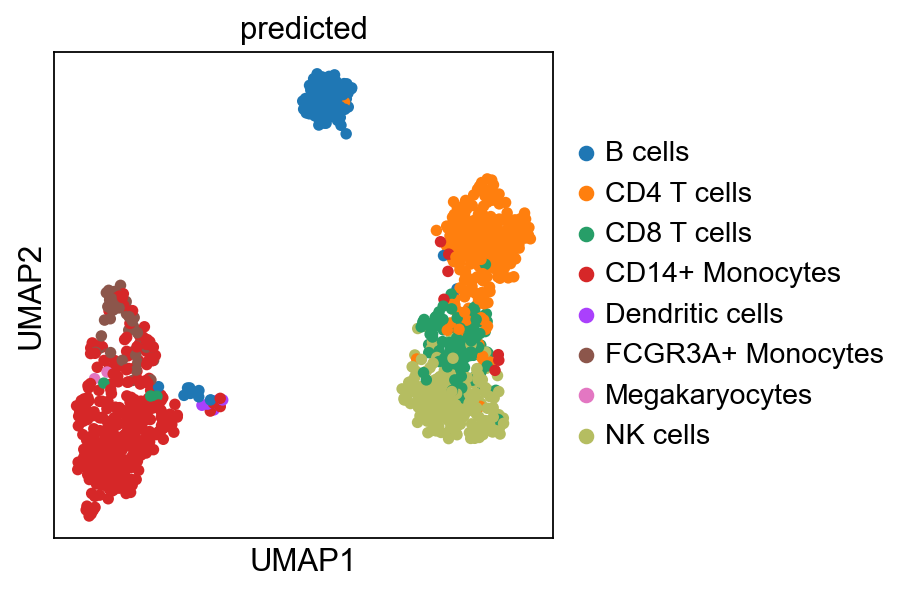 predicted
UMAP2
UMAP1
B cells
CD4 T cells
CD8 T cells
CD14+ Monocytes
Dendritic cells
FCGR3A+ Monocytes
Megakaryocytes
NK cells